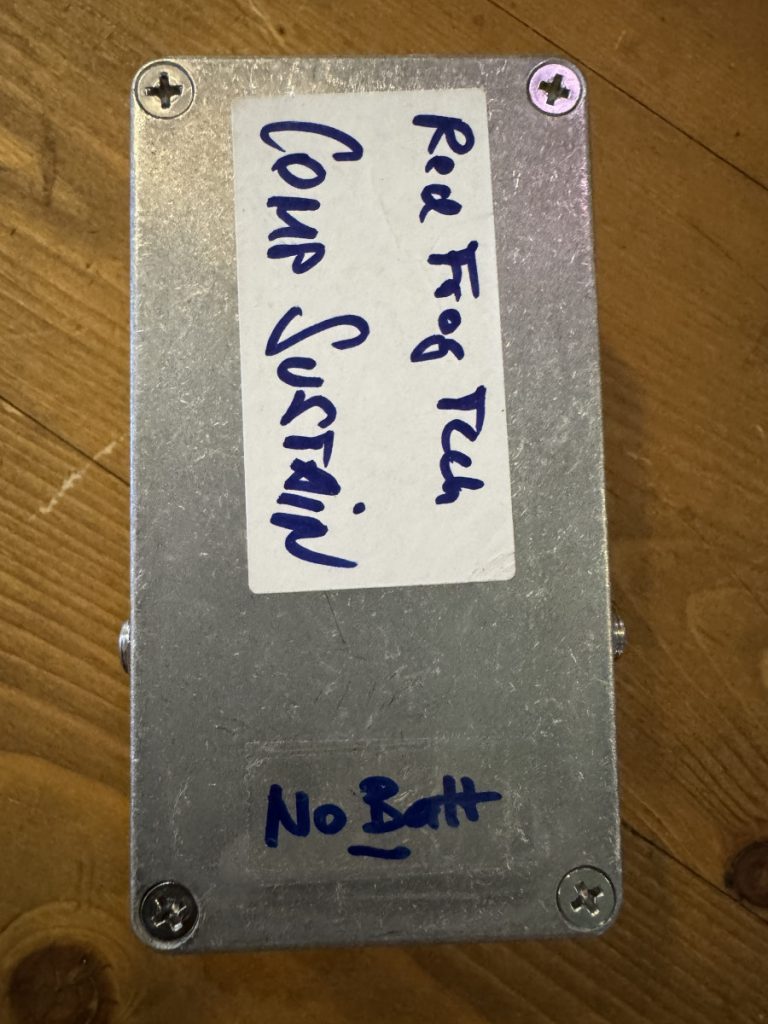 Red Frog Tech
COMP SUSTAIN
No Batt